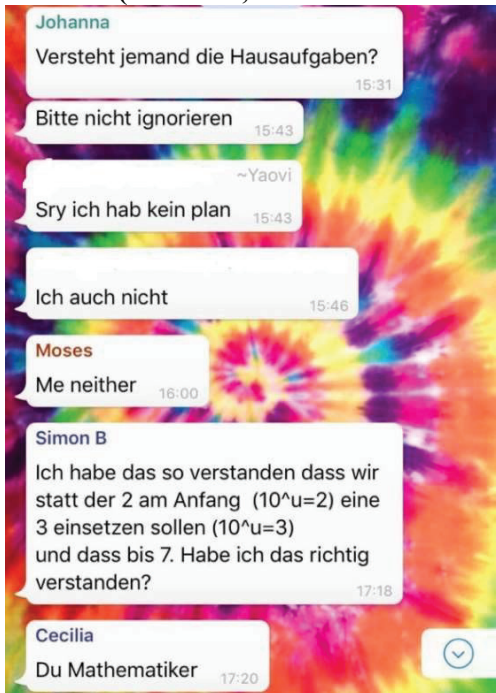 Johanna
Versteht jemand die Hausaufgaben?
15:31
Bitte nicht ignorieren 15:43
~Yaovi
Sry ich hab kein plan 15:43
Ich auch nicht 15:46
Moses
Me neither 16:00
Simon B
Ich habe das so verstanden dass wir
statt der 2 am Anfang (10^u=2) eine
3 einsetzen sollen (10^u=3)
und dass bis 7. Habe ich das richtig
verstanden?
17:18
Cecilia
Du Mathematiker 17:20